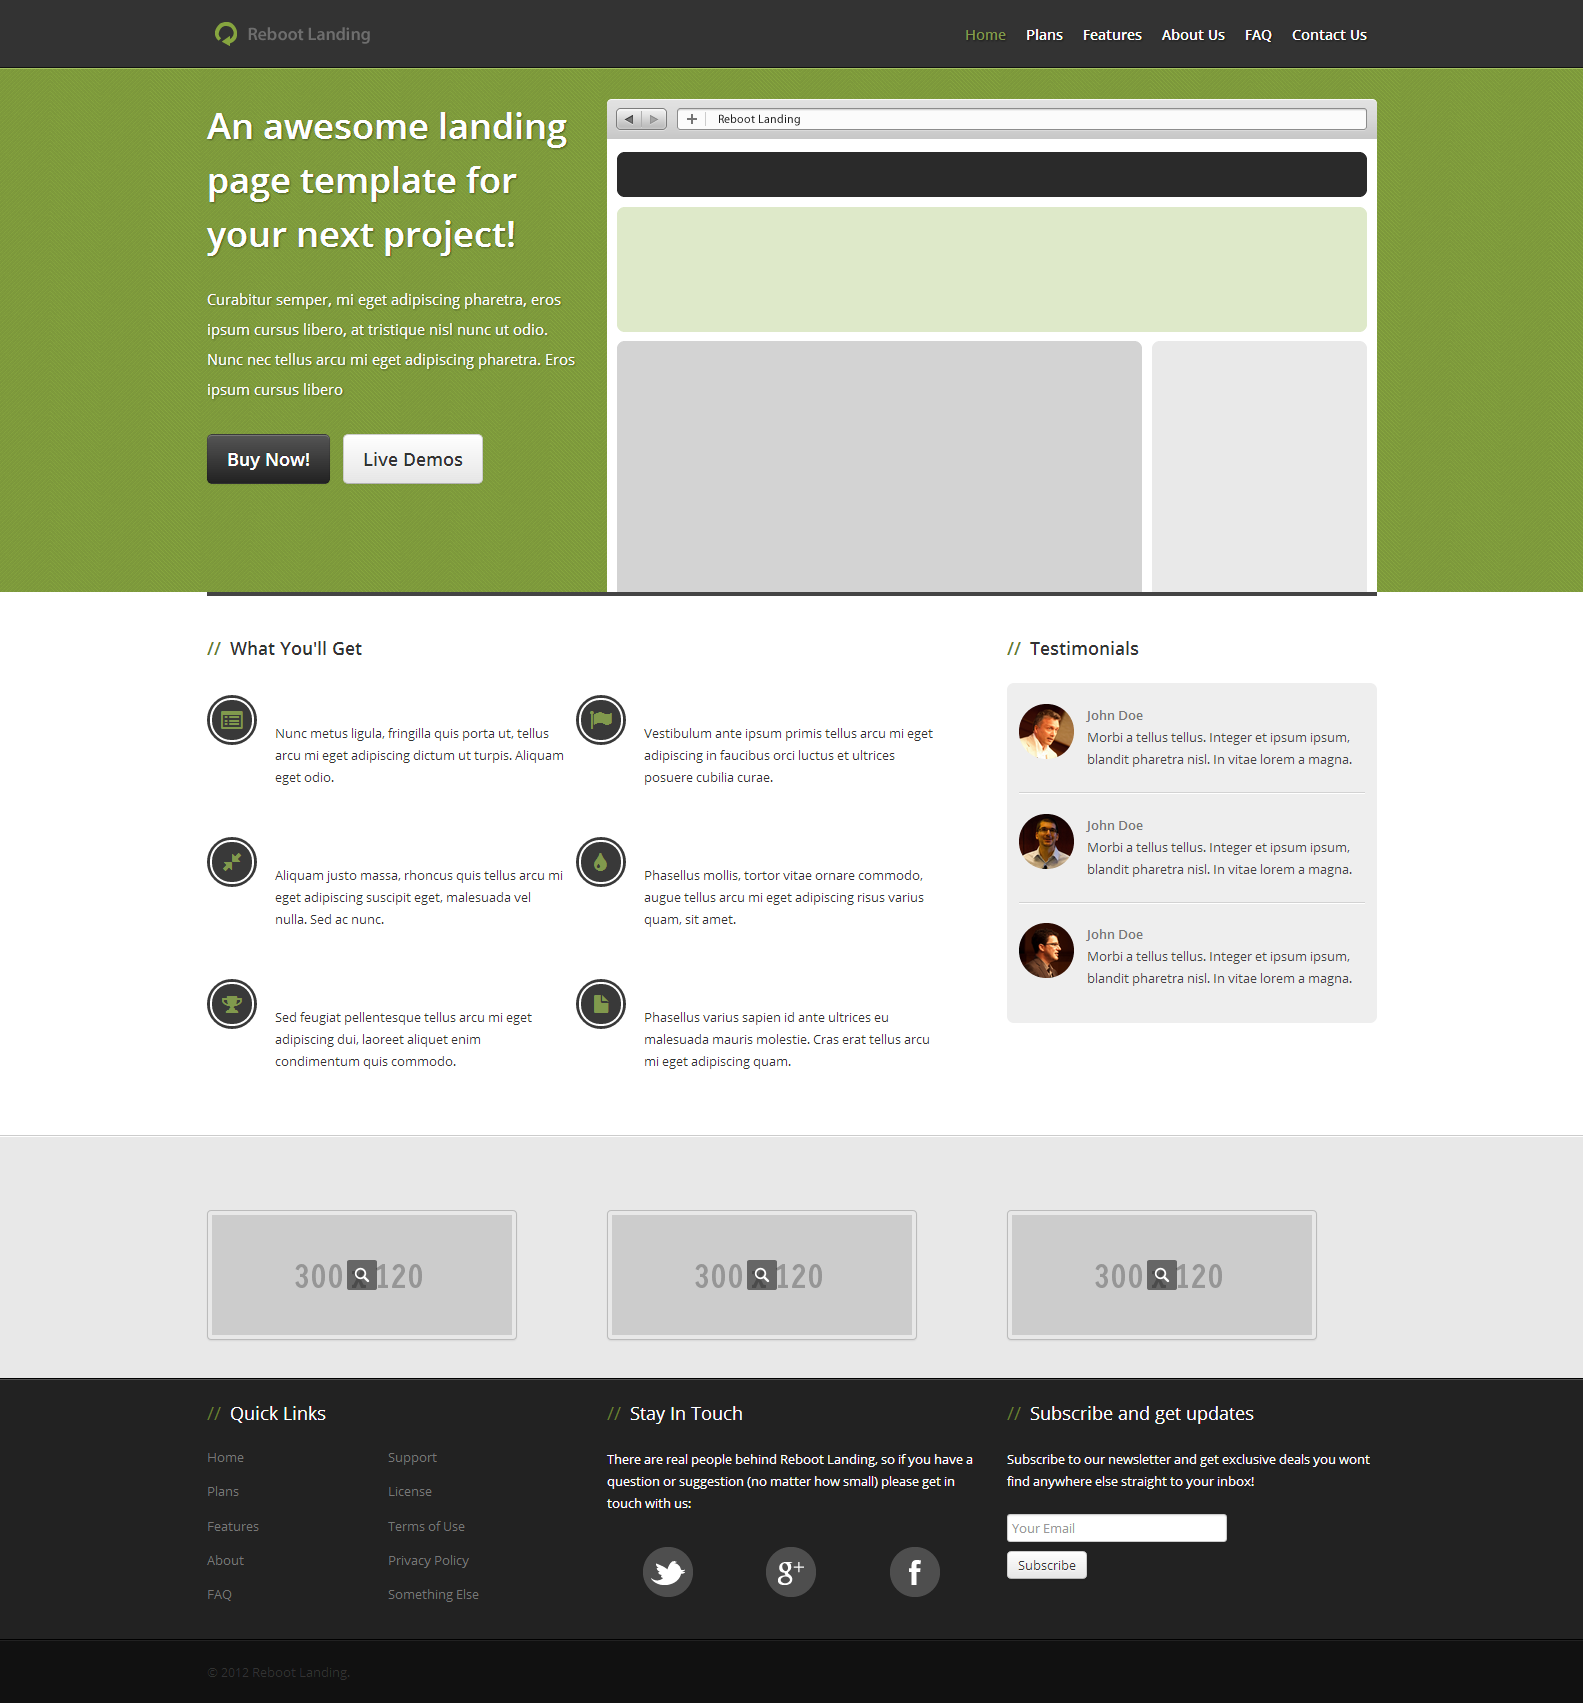 Reboot Landing
Home Plans Features About Us FAQ Contact Us
An awesome landing
page template for
your next project!
Curabitur semper, mi eget adipiscing pharetra, eros
ipsum cursus libero, at tristique nisl nunc ut odio.
Nunc nec tellus arcu mi eget adipiscing pharetra. Eros
ipsum cursus libero
Buy Now! Live Demos
Reboot Landing
// What You'll Get
Nunc metus ligula, fringilla quis porta ut, tellus
arcu mi eget adipiscing dictum ut turpis. Aliquam
eget odio.
Vestibulum ante ipsum primis tellus arcu mi eget
adipiscing in faucibus orci luctus et ultrices
posuere cubilia curae.
Aliquam justo massa, rhoncus quis tellus arcu mi
eget adipiscing suscipit eget, malesuada vel
nulla. Sed ac nunc.
Phasellus mollis, tortor vitae ornare commodo,
augue tellus arcu mi eget adipiscing risus varius
quam, sit amet.
Sed feugiat pellentesque tellus arcu mi eget
adipiscing dui, laoreet aliquet enim
condimentum quis commodo.
Phasellus varius sapien id ante ultrices eu
malesuada mauris molestie. Cras erat tellus arcu
mi eget adipiscing quam.
// Testimonials
John Doe
Morbi a tellus tellus. Integer et ipsum ipsum,
blandit pharetra nisl. In vitae lorem a magna.
John Doe
Morbi a tellus tellus. Integer et ipsum ipsum,
blandit pharetra nisl. In vitae lorem a magna.
John Doe
Morbi a tellus tellus. Integer et ipsum ipsum,
blandit pharetra nisl. In vitae lorem a magna.
300 x 120
300 x 120
300 x 120
// Quick Links
Home
Plans
Features
About
FAQ
Support
License
Terms of Use
Privacy Policy
Something Else
// Stay In Touch
There are real people behind Reboot Landing, so if you have a
question or suggestion (no matter how small) please get in
touch with us:
g+ f
// Subscribe and get updates
Subscribe to our newsletter and get exclusive deals you wont
find anywhere else straight to your inbox!
Your Email
Subscribe
© 2012 Reboot Landing.